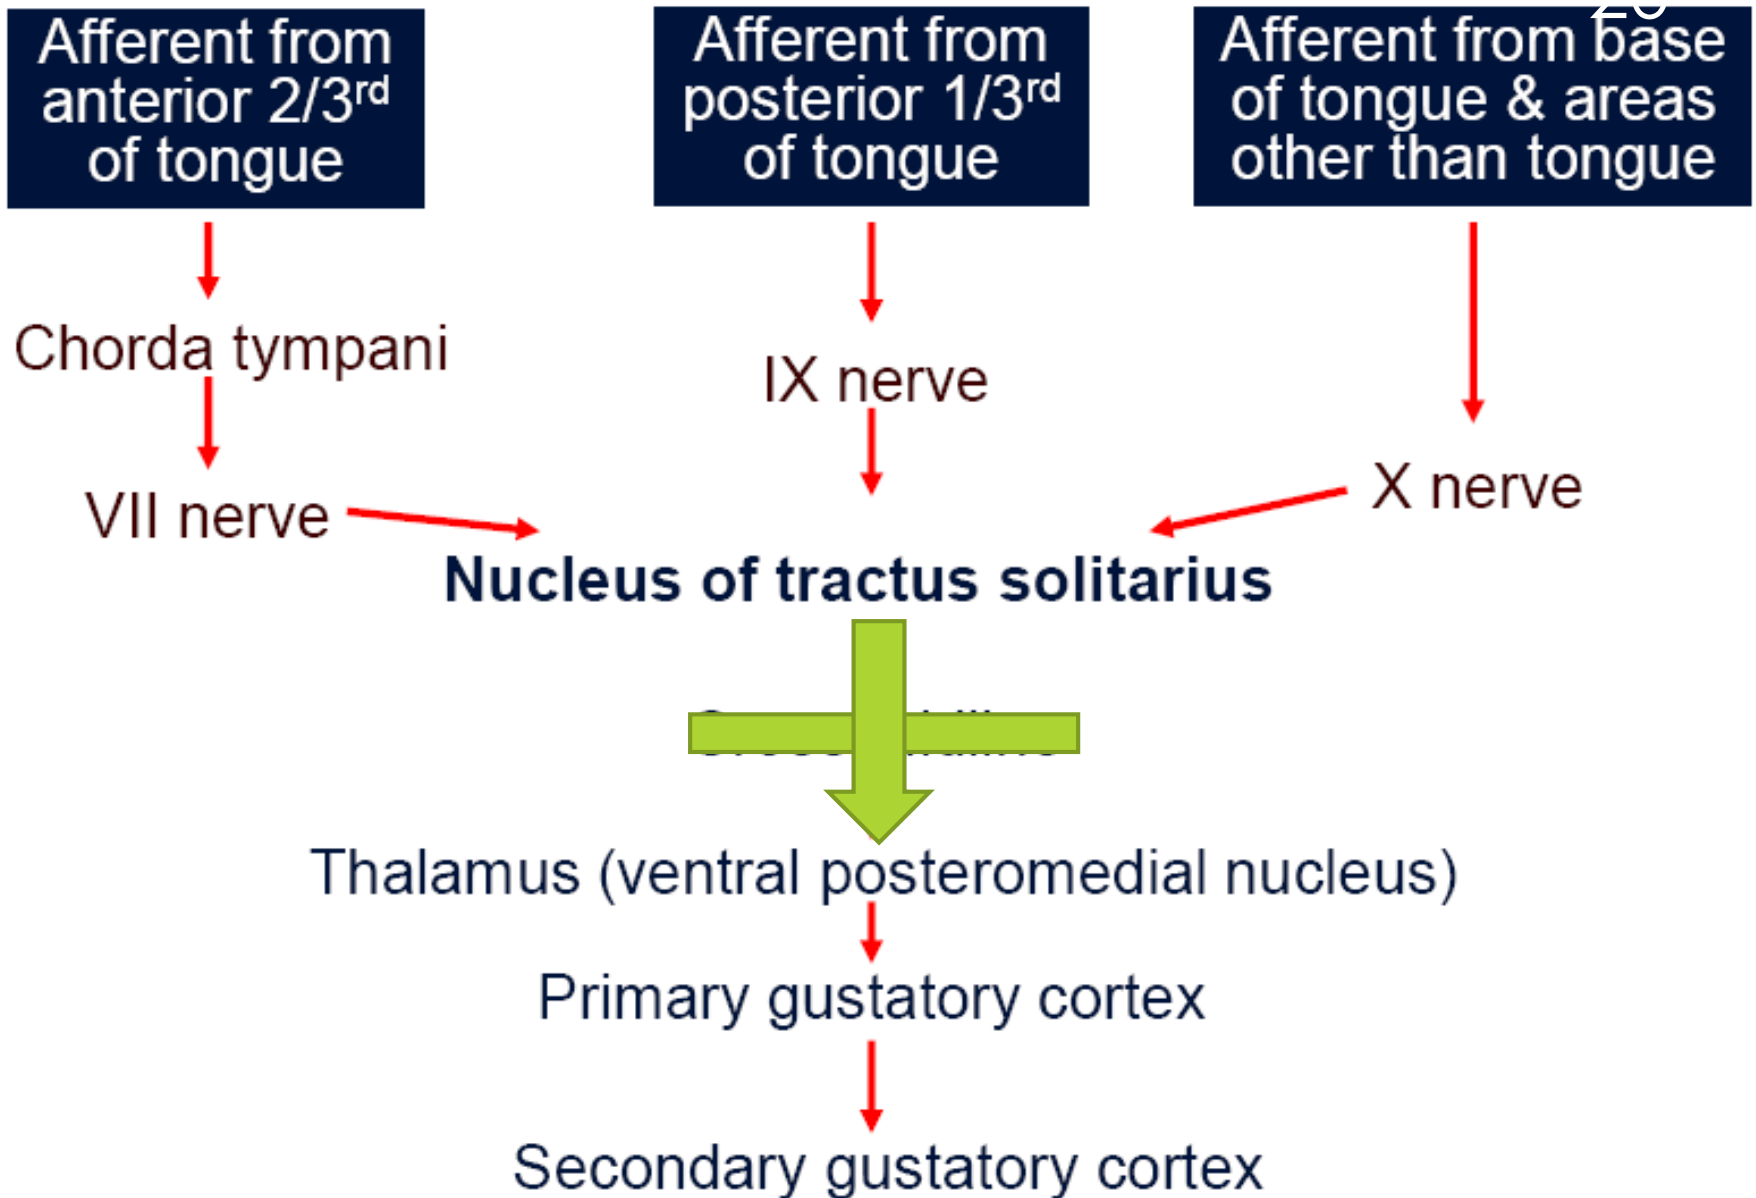 Afferent from
anterior 2/3rd
of tongue
Afferent from
posterior 1/3rd
of tongue
Afferent from base
of tongue & areas
other than tongue
Chorda tympani
IX nerve
VII nerve
X nerve
Nucleus of tractus solitarius
Thalamus (ventral posteromedial nucleus)
Primary gustatory cortex
Secondary gustatory cortex